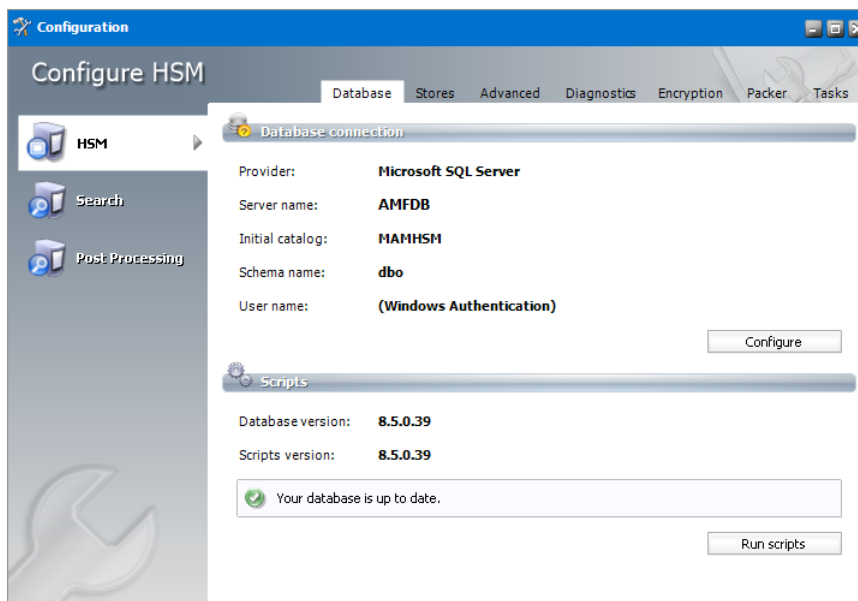 Configuration
Configure HSM
Database Stores Advanced Diagnostics Encryption Packer Tasks
HSM
Search
Post Processing
Database connection
Provider: Microsoft SQL Server
Server name: AMFDB
Initial catalog: MAMHSM
Schema name: dbo
User name: (Windows Authentication)
Configure
Scripts
Database version: 8.5.0.39
Scripts version: 8.5.0.39
Your database is up to date.
Run scripts